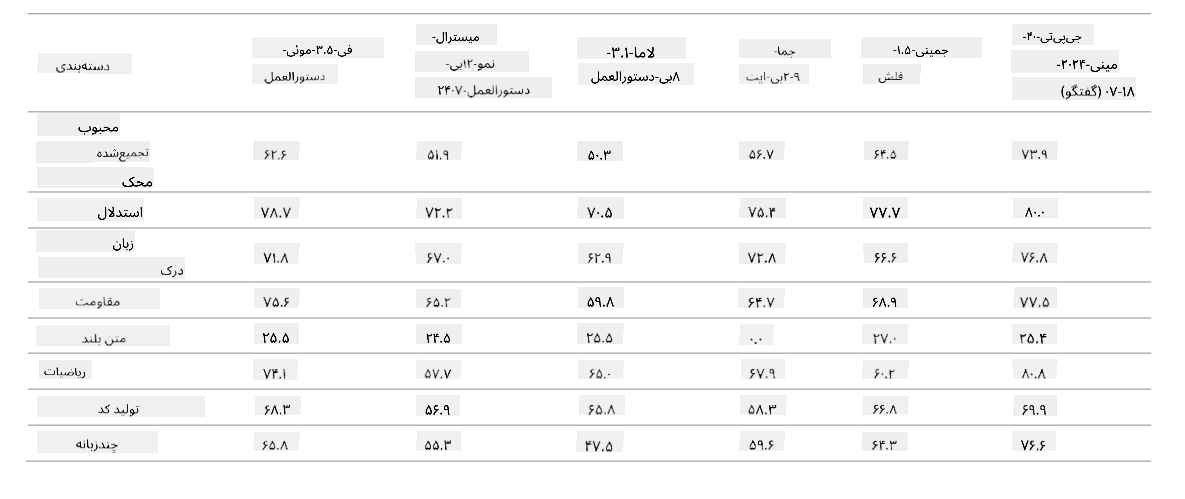 دسته‌بندی
فی-۳.۵-موئی-
دستورالعمل
میسترال-
نمو-۱۲بی-
دستورالعمل-۲۴۰۷
لاما-۳.۱-
۸بی-دستورالعمل
جما-
۲-۹بی-ایت
جمینی-۱.۵-
فلش
جی‌پی‌تی-۴۰-
مینی-۲۰۲۴-
۰۷-۱۸ (گفتگو)
محبوب
تجمیع‌شده
محک
۶۲.۶ ۵۱.۹ ۵۰.۳ ۵۶.۷ ۶۴.۵ ۷۳.۹
استدلال ۷۸.۷ ۷۲.۲ ۷۰.۵ ۷۵.۴ ۷۷.۷ ۸۰.۰
زبان
درک
۷۱.۸ ۶۷.۰ ۶۲.۹ ۷۲.۸ ۶۶.۶ ۷۶.۸
مقاومت ۷۵.۶ ۶۵.۲ ۵۹.۸ ۶۴.۷ ۶۸.۹ ۷۷.۵
متن بلند ۲۵.۵ ۲۴.۵ ۲۵.۵ ۰.۰ ۲۷.۰ ۲۵.۴
ریاضیات ۷۴.۱ ۵۷.۷ ۶۵.۰ ۶۷.۹ ۶۰.۲ ۸۰.۸
تولید کد ۶۸.۳ ۵۶.۹ ۶۵.۸ ۵۸.۳ ۶۶.۸ ۶۹.۹
چندزبانه ۶۵.۸ ۵۵.۳ ۴۷.۵ ۵۹.۶ ۶۴.۳ ۷۶.۶